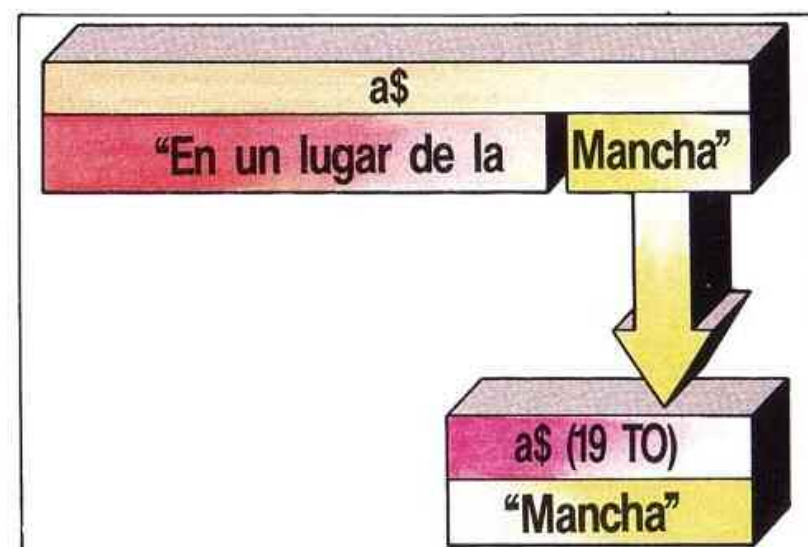 a$
“En un lugar de la Mancha”
a$ (19 TO)
“Mancha”